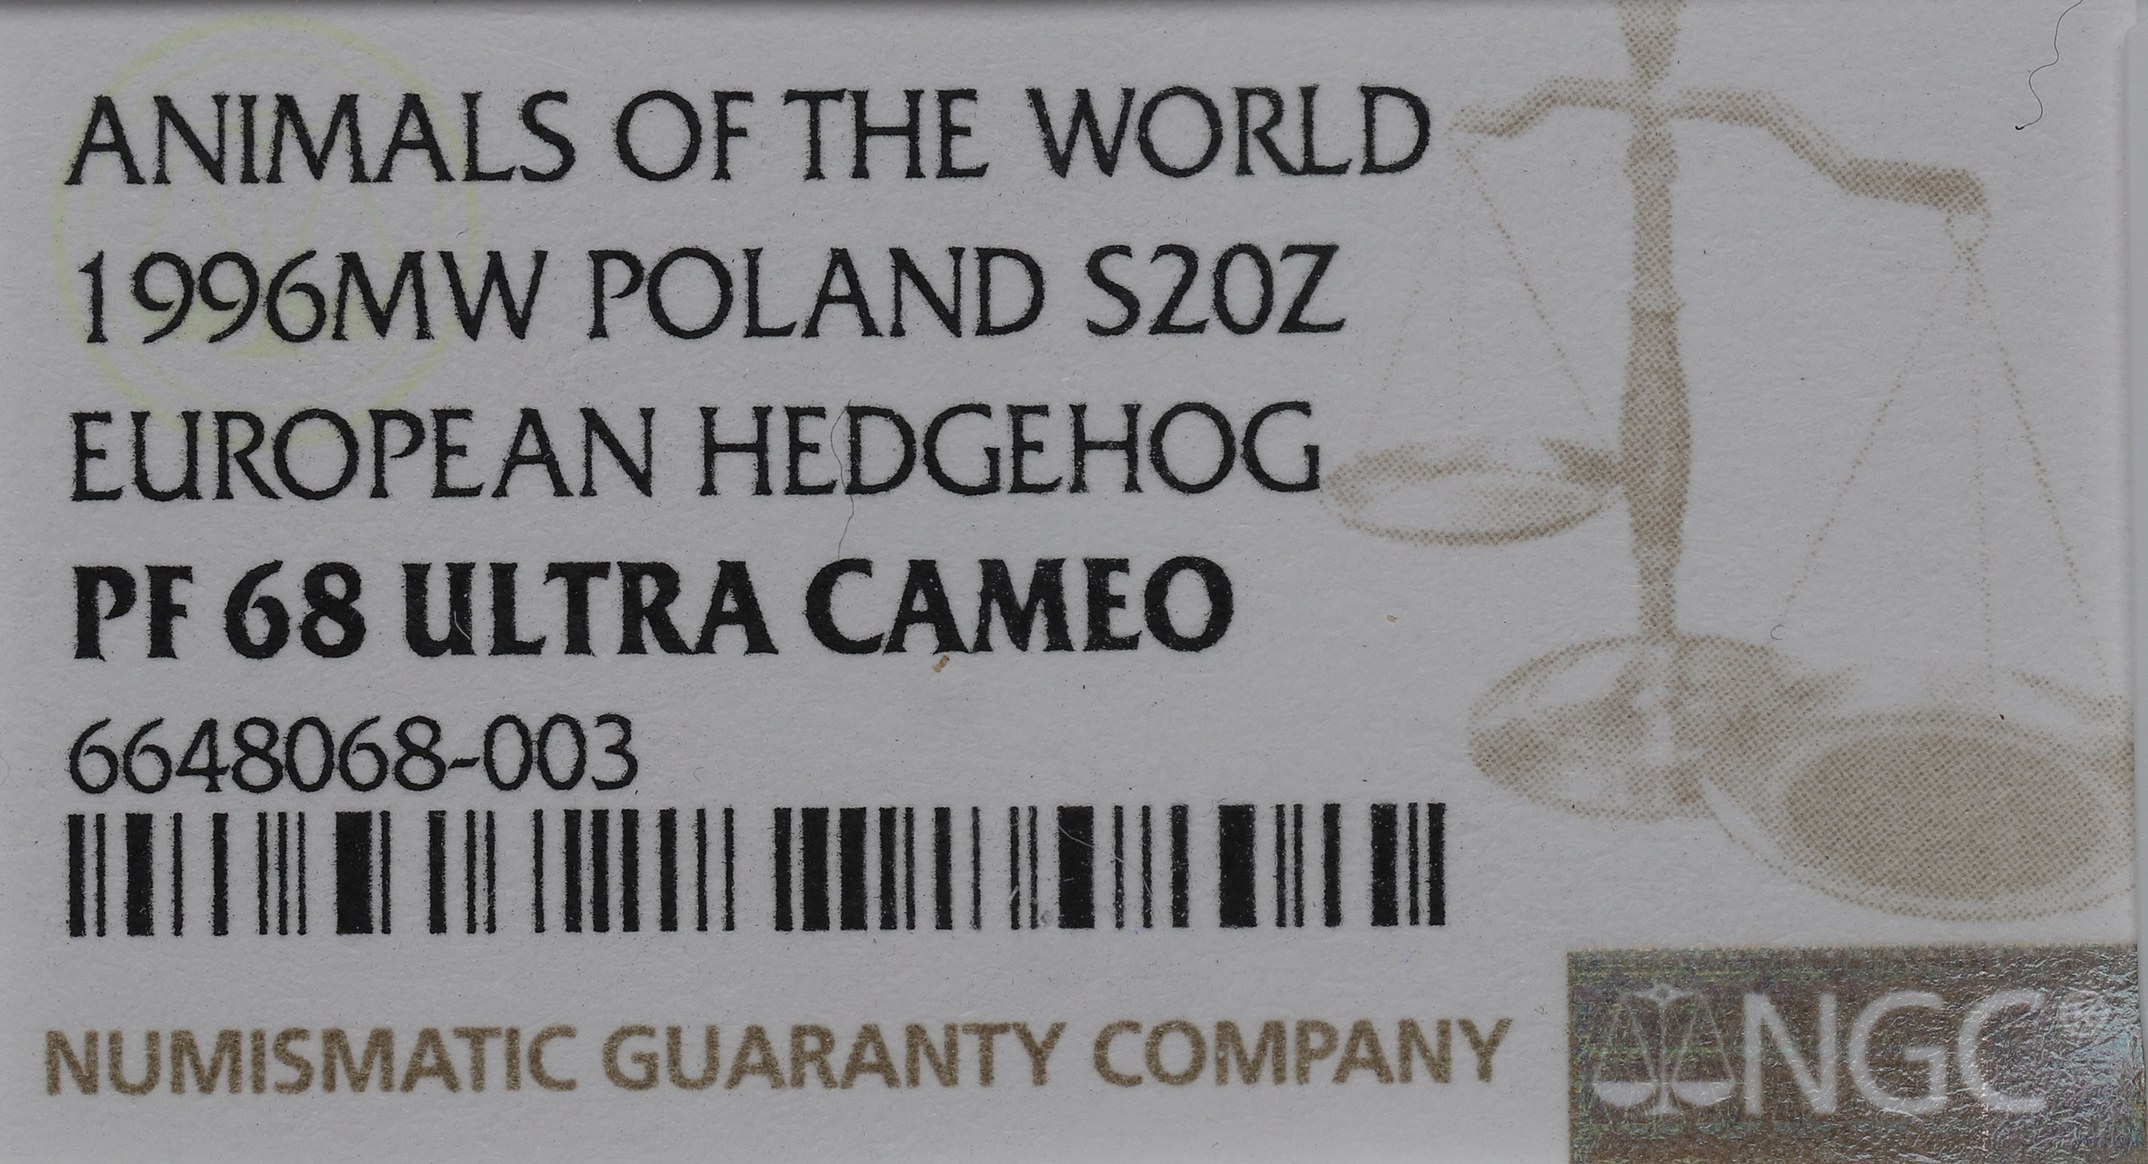 ANIMALS OF THE WORLD
1996MW POLAND S20Z
EUROPEAN HEDGEHOG
PF 68 ULTRA CAMEO
6648068-003
NUMISMATIC GUARANTY COMPANY
NGC®